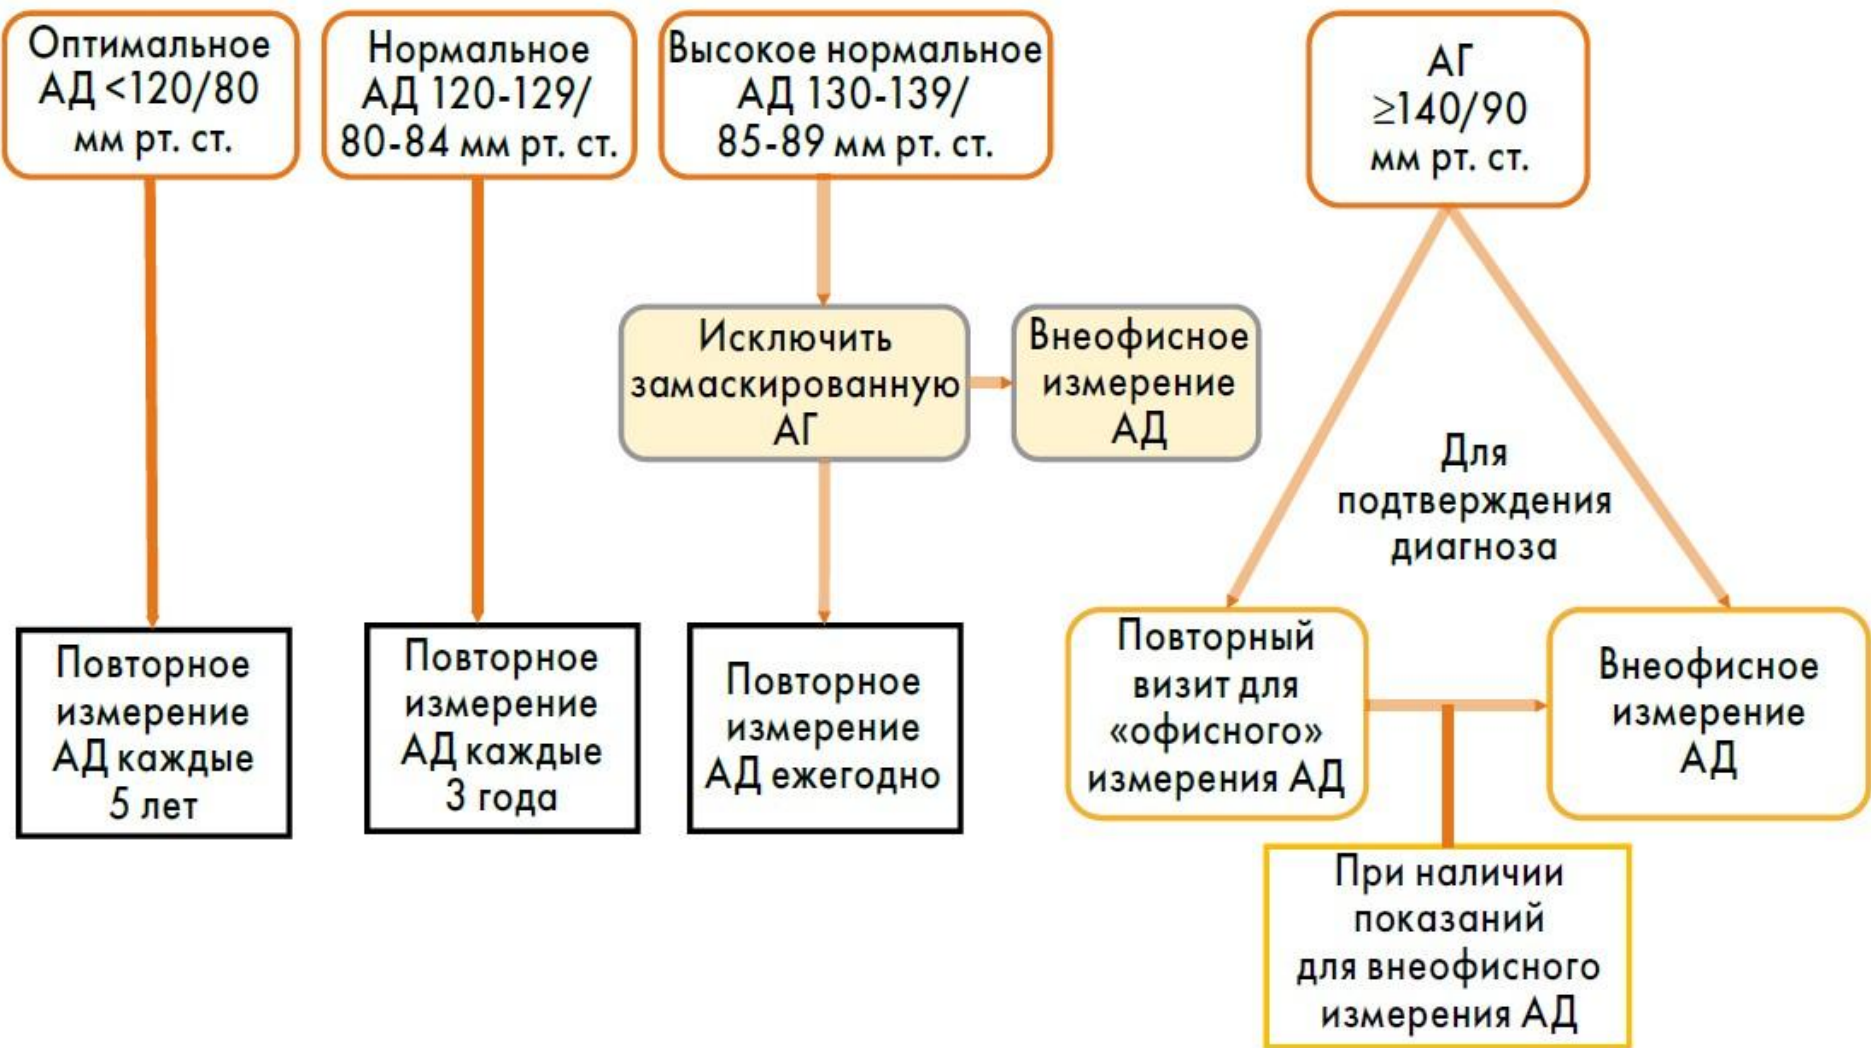 Оптимальное
АД <120/80
мм рт. ст.
Нормальное
АД 120-129/
80-84 мм рт. ст.
Высокое нормальное
АД 130-139/
85-89 мм рт. ст.
АГ
≥140/90
мм рт. ст.
Исключить
замаскированную
АГ
Внеофисное
измерение
АД
Для
подтверждения
диагноза
Повторное
измерение
АД каждые
5 лет
Повторное
измерение
АД каждые
3 года
Повторное
измерение
АД ежегодно
Повторный
визит для
«офисного»
измерения АД
Внеофисное
измерение
АД
При наличии
показаний
для внеофисного
измерения АД